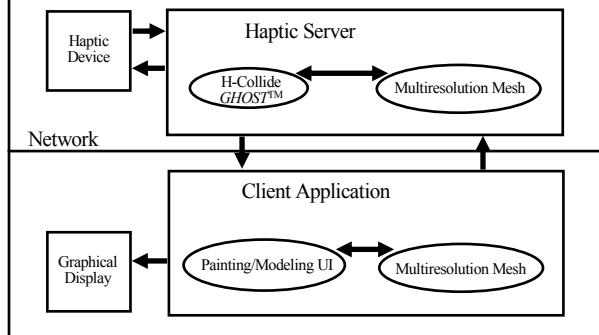 Haptic
Device
Haptic Server
H-Collide
GHOST™
Multiresolution Mesh
Network
Client Application
Graphical
Display
Painting/Modeling UI
Multiresolution Mesh